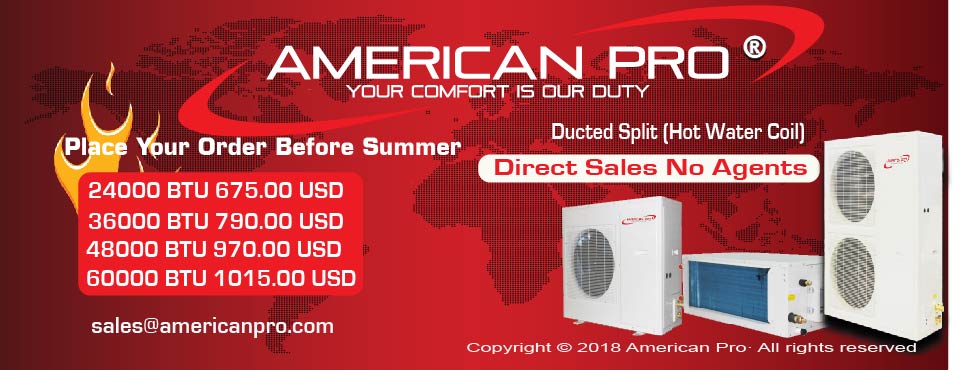 AMERICAN PRO ®
YOUR COMFORT IS OUR DUTY
Place Your Order Before Summer
24000 BTU 675.00 USD
36000 BTU 790.00 USD
48000 BTU 970.00 USD
60000 BTU 1015.00 USD
sales@americanpro.com
Ducted Split (Hot Water Coil)
Direct Sales No Agents
AMERICAN PRO
Copyright © 2018 American Pro· All rights reserved